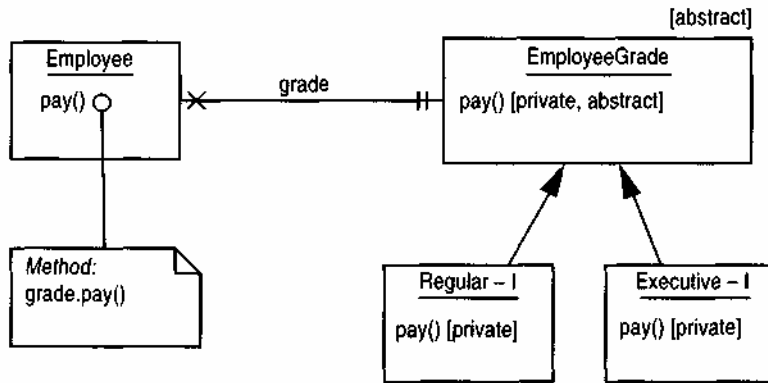 [abstract]
Employee
EmployeeGrade
grade
pay()
pay() [private, abstract]
Method:
grade.pay()
Regular – I
Executive – I
pay() [private]
pay() [private]